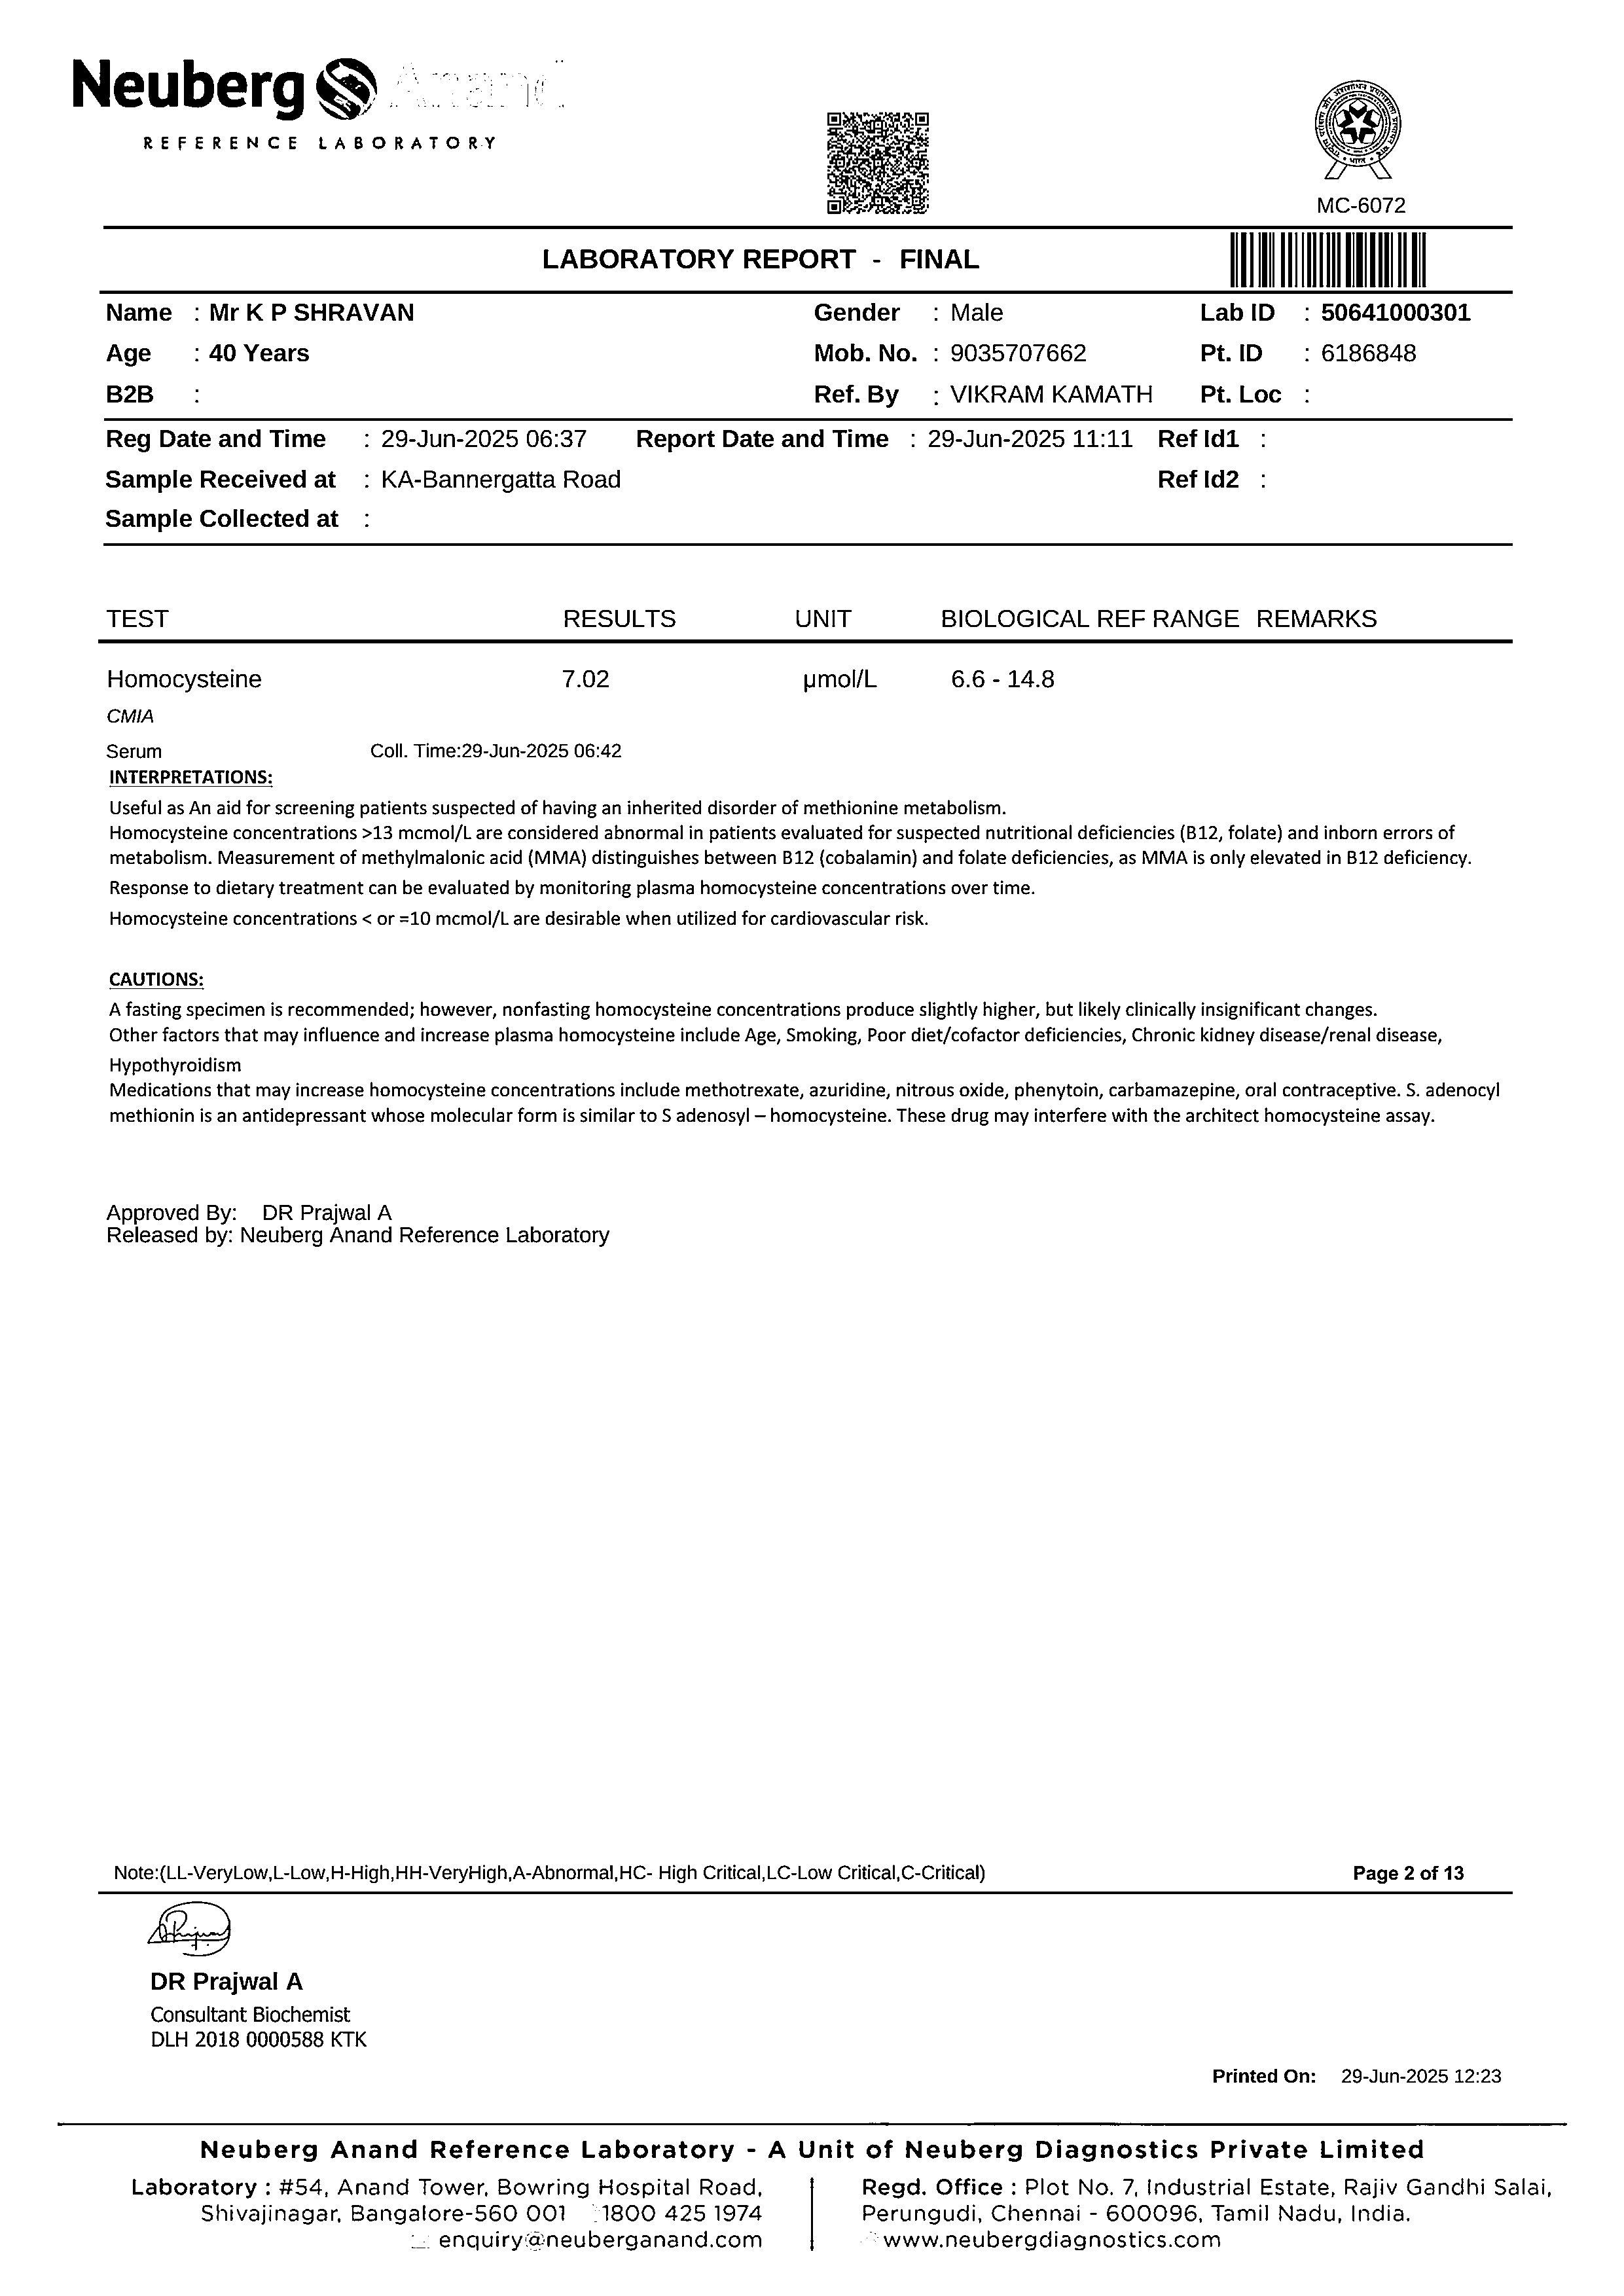 Neuberg Anand
REFERENCE LABORATORY
MC-6072
LABORATORY REPORT - FINAL
Name : Mr K P SHRAVAN Gender : Male Lab ID : 50641000301
Age : 40 Years Mob. No. : 9035707662 Pt. ID : 6186848
B2B : Ref. By : VIKRAM KAMATH Pt. Loc :
Reg Date and Time : 29-Jun-2025 06:37 Report Date and Time : 29-Jun-2025 11:11 Ref Id1 :
Sample Received at : KA-Bannergatta Road Ref Id2 :
Sample Collected at :
TEST RESULTS UNIT BIOLOGICAL REF RANGE REMARKS
Homocysteine 7.02 µmol/L 6.6 - 14.8
CMIA
Serum Coll. Time:29-Jun-2025 06:42
INTERPRETATIONS:
Useful as An aid for screening patients suspected of having an inherited disorder of methionine metabolism.
Homocysteine concentrations >13 mcmol/L are considered abnormal in patients evaluated for suspected nutritional deficiencies (B12, folate) and inborn errors of
metabolism. Measurement of methylmalonic acid (MMA) distinguishes between B12 (cobalamin) and folate deficiencies, as MMA is only elevated in B12 deficiency.
Response to dietary treatment can be evaluated by monitoring plasma homocysteine concentrations over time.
Homocysteine concentrations < or =10 mcmol/L are desirable when utilized for cardiovascular risk.
CAUTIONS:
A fasting specimen is recommended; however, nonfasting homocysteine concentrations produce slightly higher, but likely clinically insignificant changes.
Other factors that may influence and increase plasma homocysteine include Age, Smoking, Poor diet/cofactor deficiencies, Chronic kidney disease/renal disease,
Hypothyroidism
Medications that may increase homocysteine concentrations include methotrexate, azuridine, nitrous oxide, phenytoin, carbamazepine, oral contraceptive. S. adenocyl
methionin is an antidepressant whose molecular form is similar to S adenosyl – homocysteine. These drug may interfere with the architect homocysteine assay.
Approved By: DR Prajwal A
Released by: Neuberg Anand Reference Laboratory
Note:(LL-VeryLow,L-Low,H-High,HH-VeryHigh,A-Abnormal,HC- High Critical,LC-Low Critical,C-Critical) Page 2 of 13
DR Prajwal A
Consultant Biochemist
DLH 2018 0000588 KTK
Printed On: 29-Jun-2025 12:23
Neuberg Anand Reference Laboratory - A Unit of Neuberg Diagnostics Private Limited
Laboratory : #54, Anand Tower, Bowring Hospital Road,
Shivajinagar, Bangalore-560 001 1800 425 1974
enquiry@neuberganand.com
Regd. Office : Plot No. 7, Industrial Estate, Rajiv Gandhi Salai,
Perungudi, Chennai - 600096, Tamil Nadu, India.
www.neubergdiagnostics.com